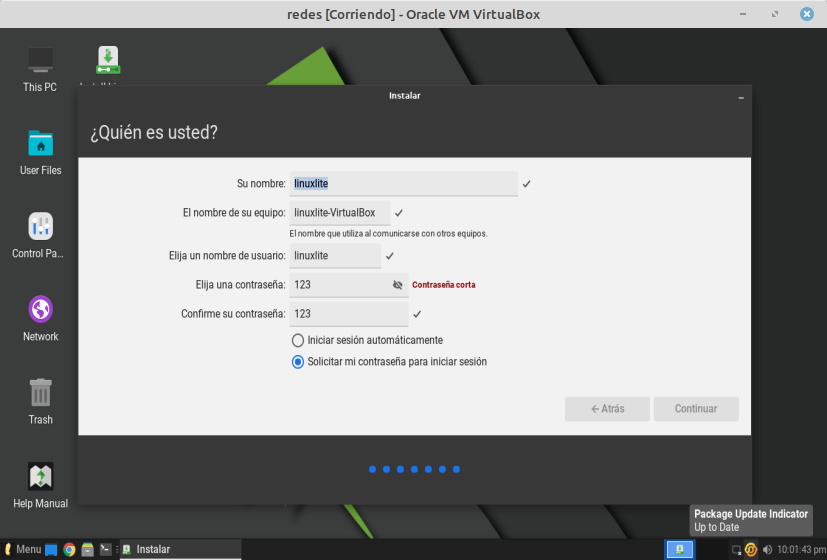 redes [Corriendo] - Oracle VM VirtualBox
This PC
Instalar
¿Quién es usted?
User Files
Su nombre: linuxlite
El nombre de su equipo: linuxlite-VirtualBox
El nombre que utiliza al comunicarse con otros equipos.
Control Pa...
Elija un nombre de usuario: linuxlite
Elija una contraseña: 123 Contraseña corta
Confirme su contraseña: 123
Network
Iniciar sesión automáticamente
Solicitar mi contraseña para iniciar sesión
Trash
Atrás Continuar
Help Manual
Package Update Indicator
Up to Date
Menu Instalar 10:01:43 pm